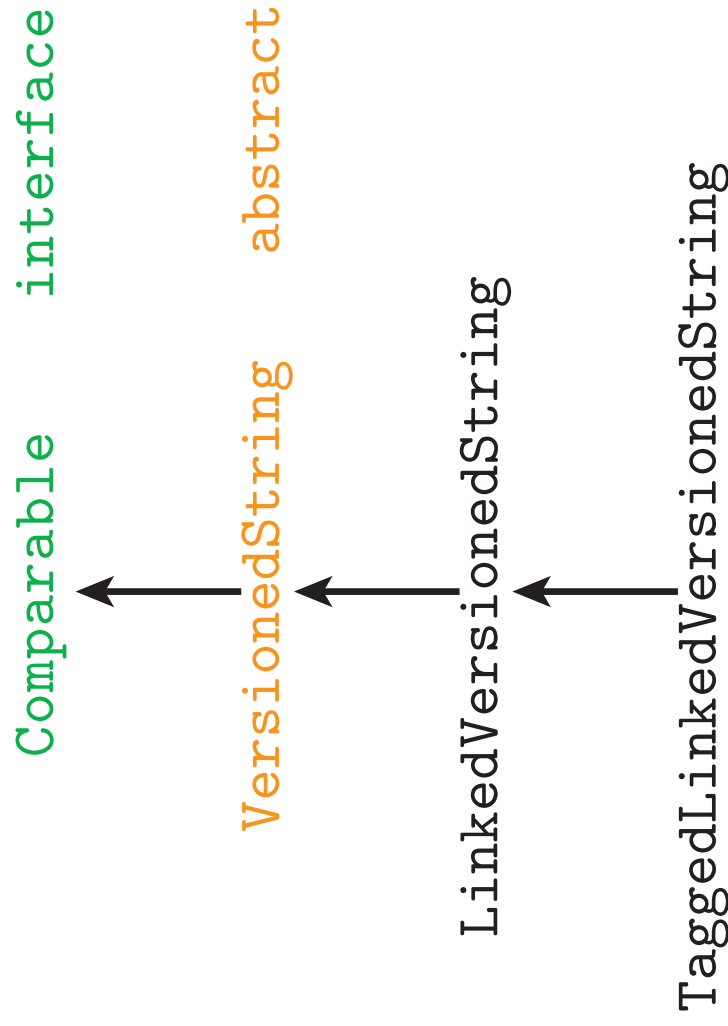 Comparable interface
VersionedString abstract
LinkedVersionedString
TaggedLinkedVersionedString